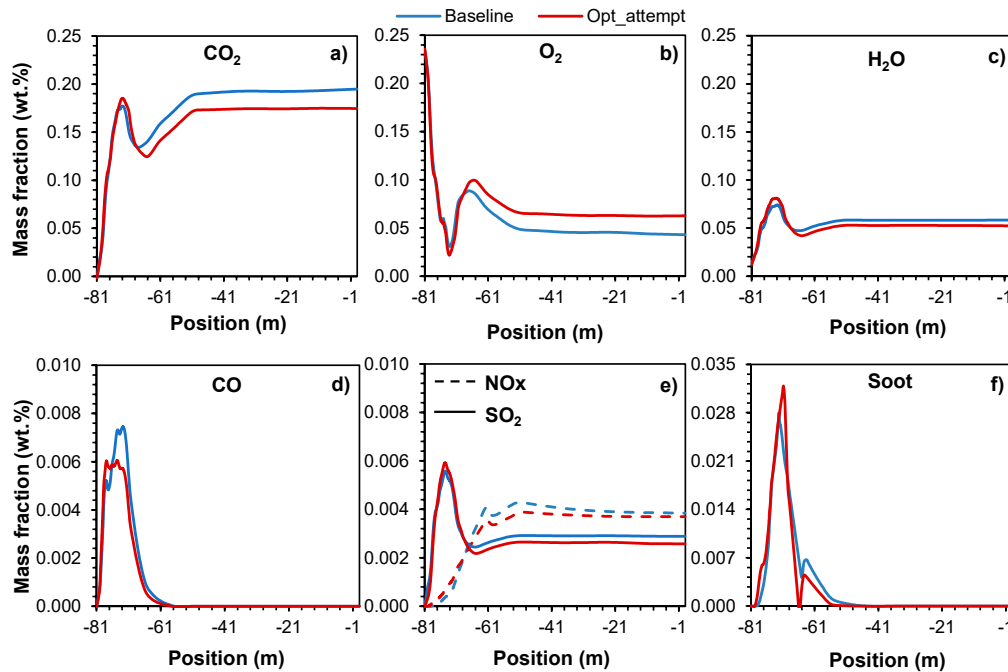 Baseline Opt_attempt
Mass fraction (wt.%)
0.25
0.20
0.15
0.10
0.05
0.00
CO2
a)
-81 -61 -41 -21 -1
Position (m)
0.25
0.20
0.15
0.10
0.05
0.00
O2
b)
-81 -61 -41 -21 -1
Position (m)
0.25
0.20
0.15
0.10
0.05
0.00
H2O
c)
-81 -61 -41 -21 -1
Position (m)
Mass fraction (wt.%)
0.010
0.008
0.006
0.004
0.002
0.000
CO
d)
-81 -61 -41 -21 -1
Position (m)
0.010
0.008
0.006
0.004
0.002
0.000
NOx
SO2
e)
-81 -61 -41 -21 -1
Position (m)
0.035
0.028
0.021
0.014
0.007
0.000
Soot
f)
-81 -61 -41 -21 -1
Position (m)